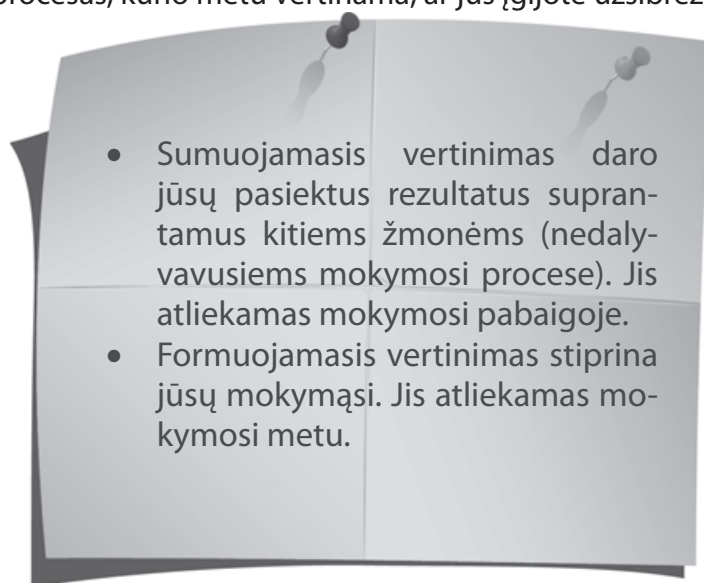 procesas, kurio metu vertinama, ar jūs įgijote užsibrėž
• Sumuojamasis vertinimas daro
jūsų pasiektus rezultatus supran-
tamus kitiems žmonėms (nedaly-
vavusiems mokymosi procese). Jis
atliekamas mokymosi pabaigoje.
• Formuojamasis vertinimas stiprina
jūsų mokymąsi. Jis atliekamas mo-
kymosi metu.